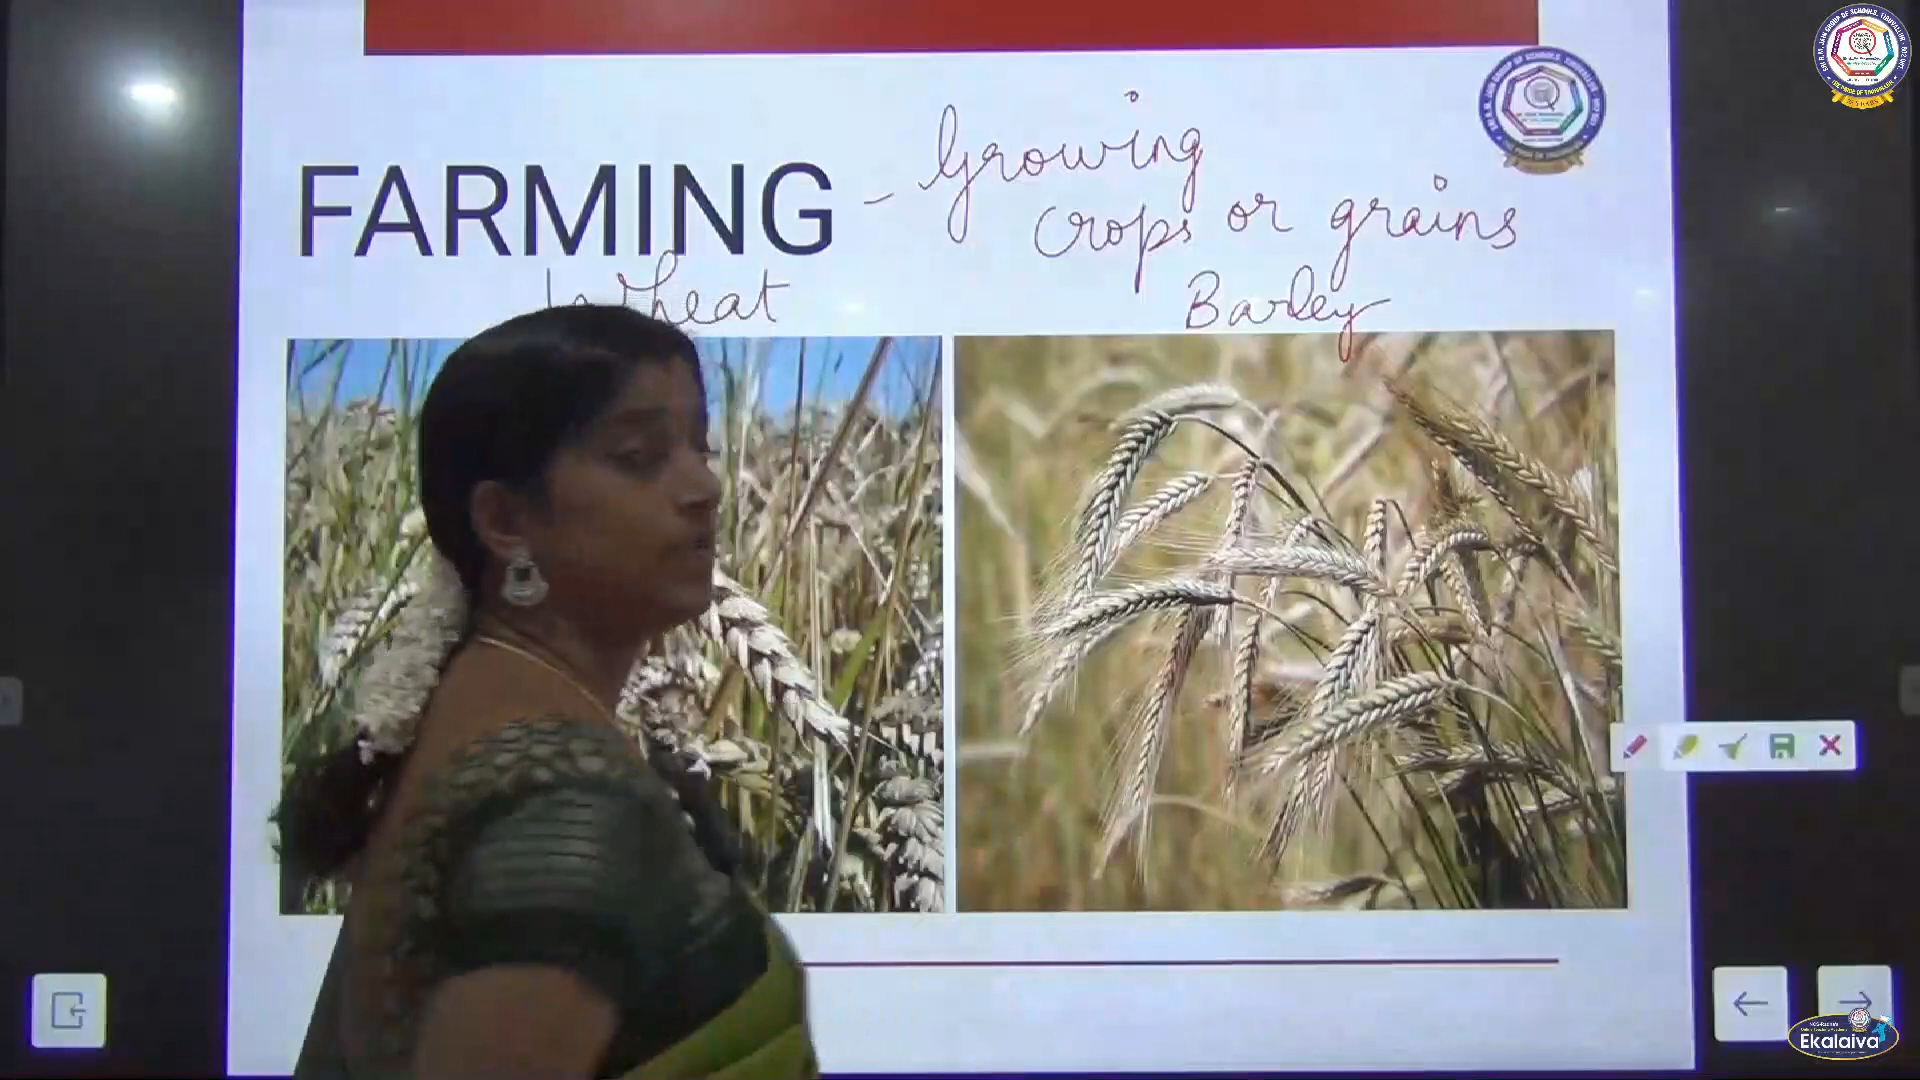 FARMING - Growing
crops or grains
Wheat
Barley
Ekalaiva